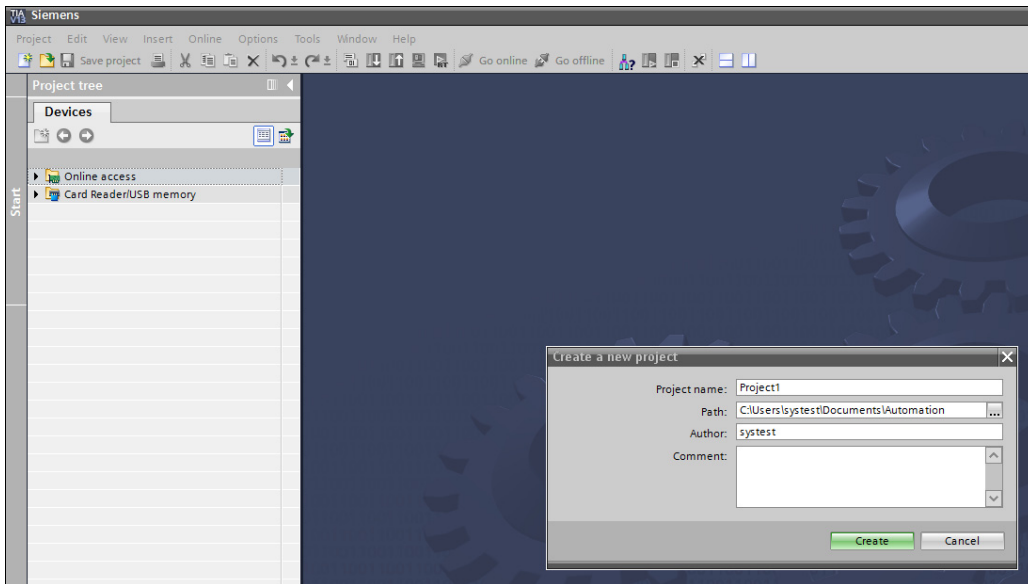 TIA V13 Siemens
Project Edit View Insert Online Options Tools Window Help
Save project Go online Go offline
Project tree
Devices
Online access
Card Reader/USB memory
Start
Create a new project
Project name: Project1
Path: C:\Users\systest\Documents\Automation ...
Author: systest
Comment:
Create Cancel